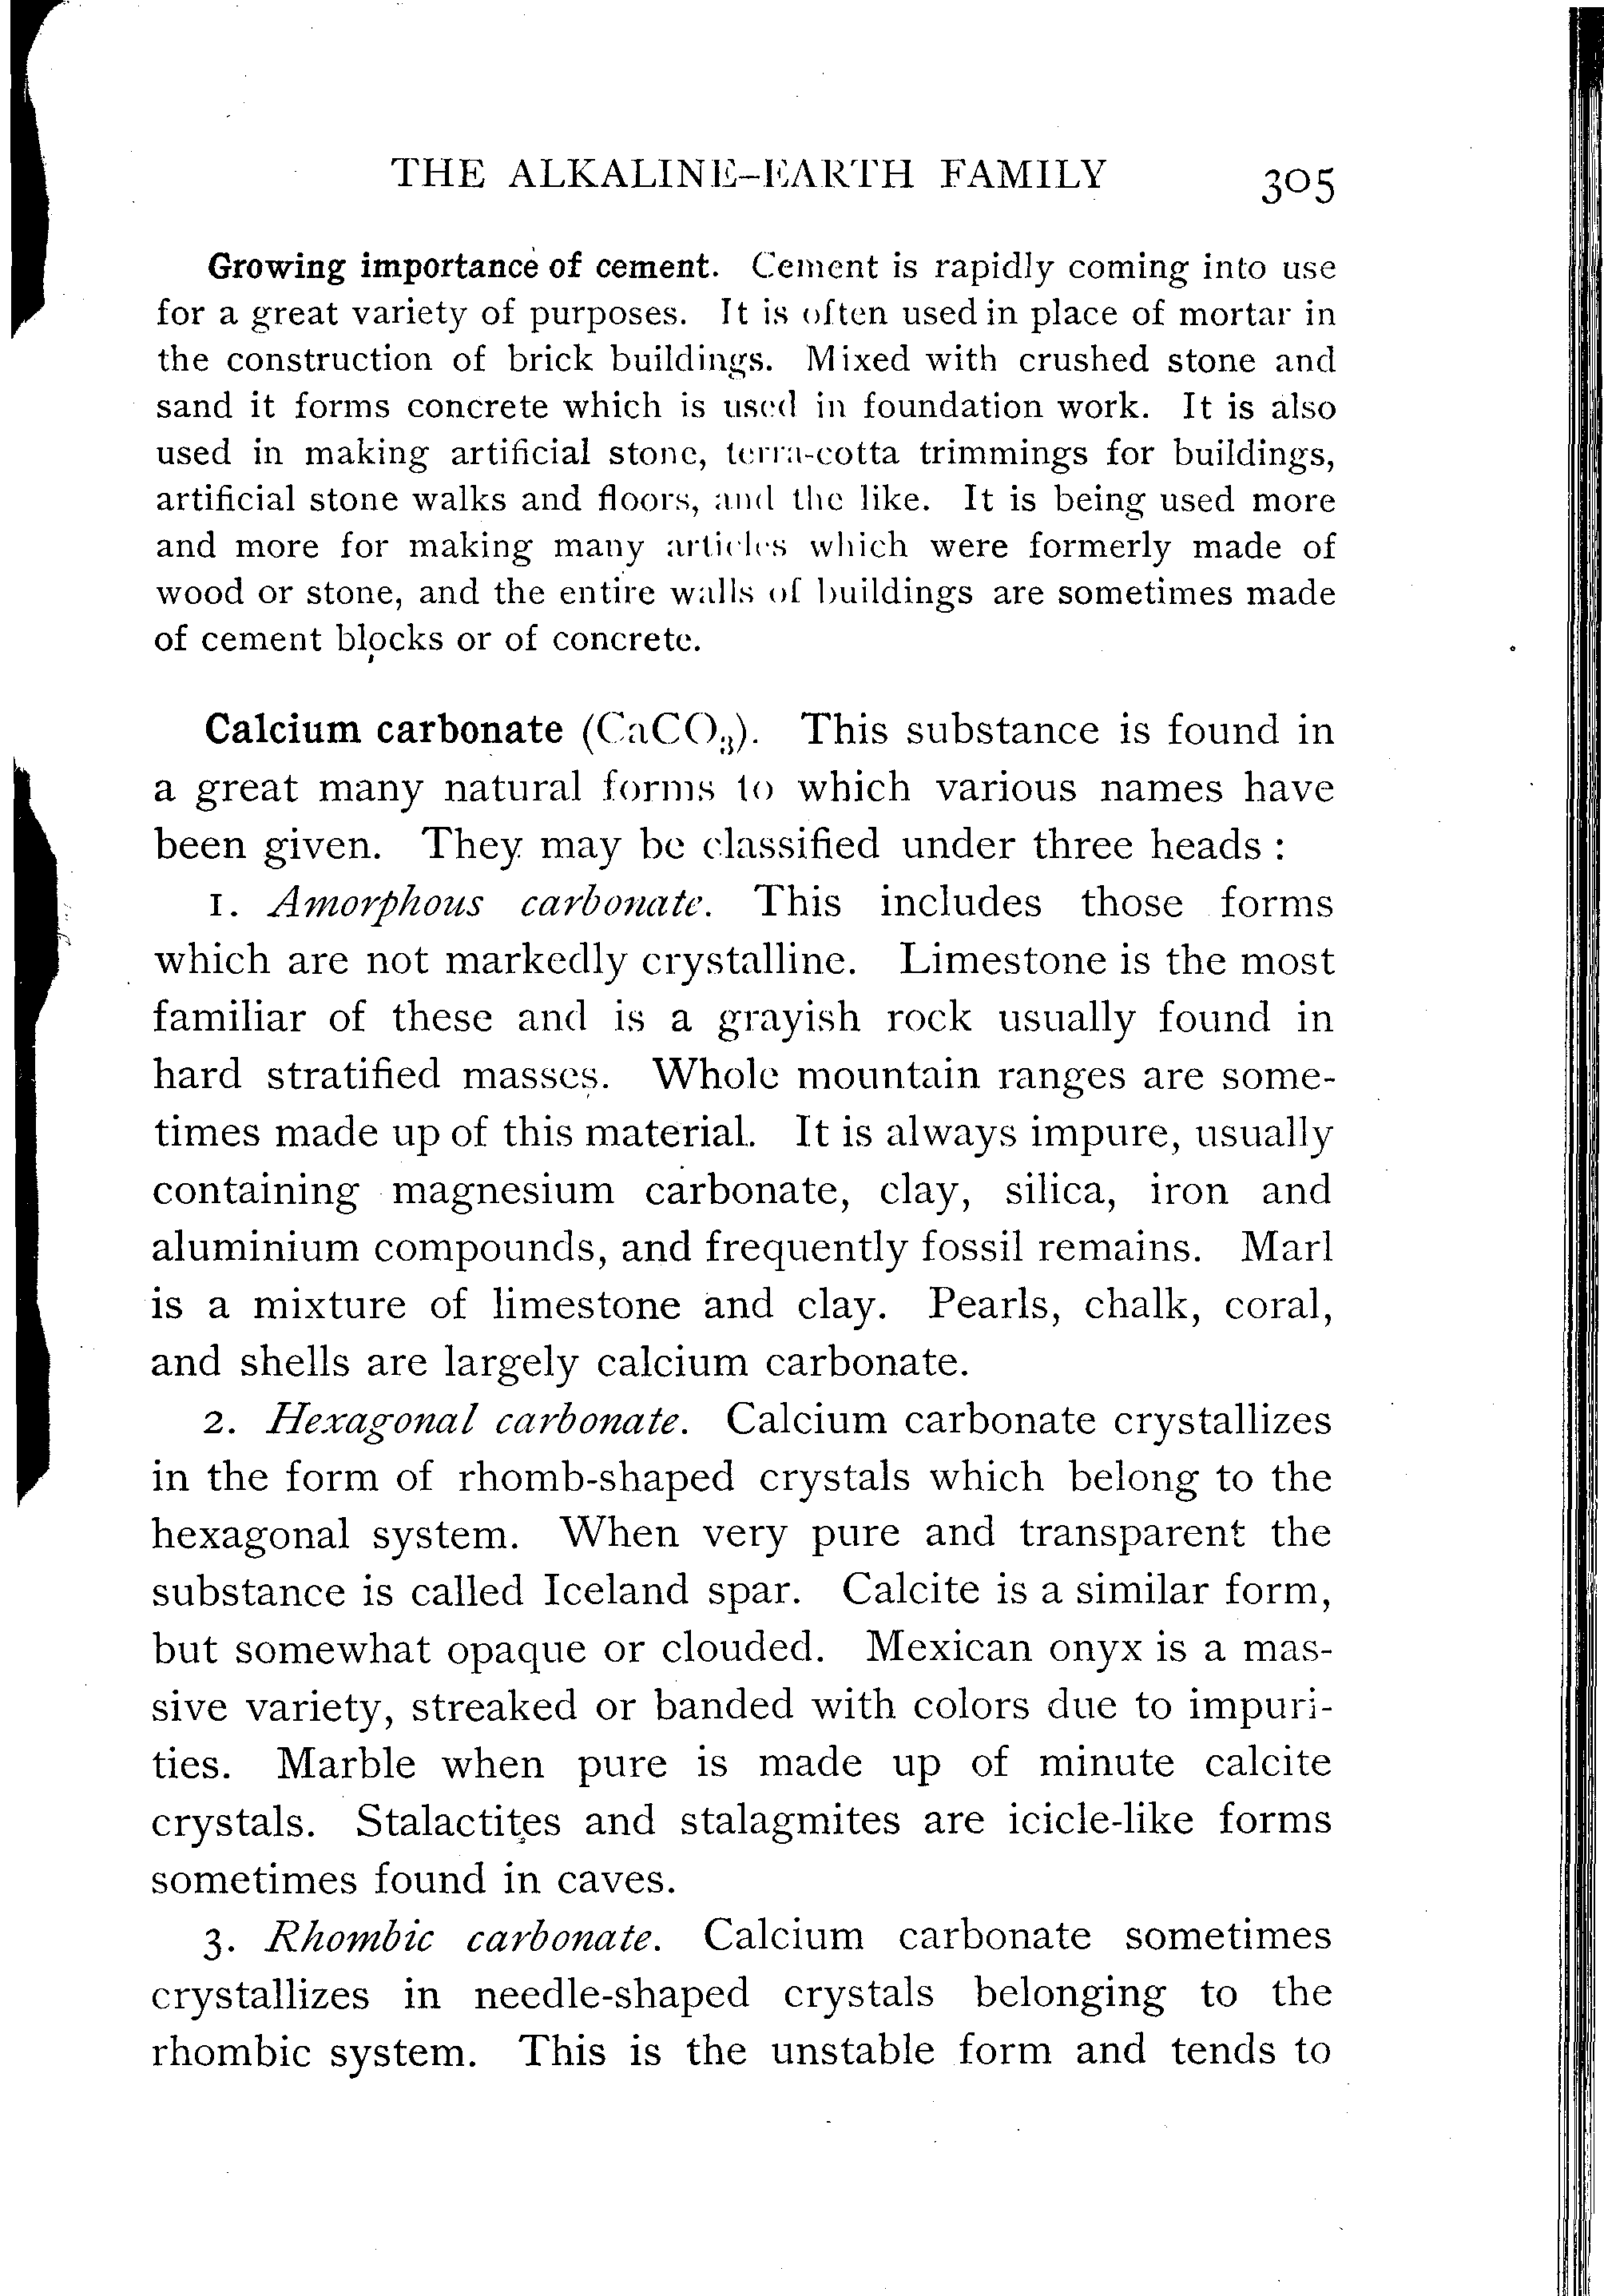 THE ALKALINE-EARTH FAMILY 305
Growing importance of cement. Cement is rapidly coming into use
for a great variety of purposes. It is often used in place of mortar in
the construction of brick buildings. Mixed with crushed stone and
sand it forms concrete which is used in foundation work. It is also
used in making artificial stone, terra-cotta trimmings for buildings,
artificial stone walks and floors, and the like. It is being used more
and more for making many articles which were formerly made of
wood or stone, and the entire walls of buildings are sometimes made
of cement blocks or of concrete.
Calcium carbonate (CaCO₃). This substance is found in
a great many natural forms to which various names have
been given. They may be classified under three heads :
1. Amorphous carbonate. This includes those forms
which are not markedly crystalline. Limestone is the most
familiar of these and is a grayish rock usually found in
hard stratified masses. Whole mountain ranges are some-
times made up of this material. It is always impure, usually
containing magnesium carbonate, clay, silica, iron and
aluminium compounds, and frequently fossil remains. Marl
is a mixture of limestone and clay. Pearls, chalk, coral,
and shells are largely calcium carbonate.
2. Hexagonal carbonate. Calcium carbonate crystallizes
in the form of rhomb-shaped crystals which belong to the
hexagonal system. When very pure and transparent the
substance is called Iceland spar. Calcite is a similar form,
but somewhat opaque or clouded. Mexican onyx is a mas-
sive variety, streaked or banded with colors due to impuri-
ties. Marble when pure is made up of minute calcite
crystals. Stalactites and stalagmites are icicle-like forms
sometimes found in caves.
3. Rhombic carbonate. Calcium carbonate sometimes
crystallizes in needle-shaped crystals belonging to the
rhombic system. This is the unstable form and tends to